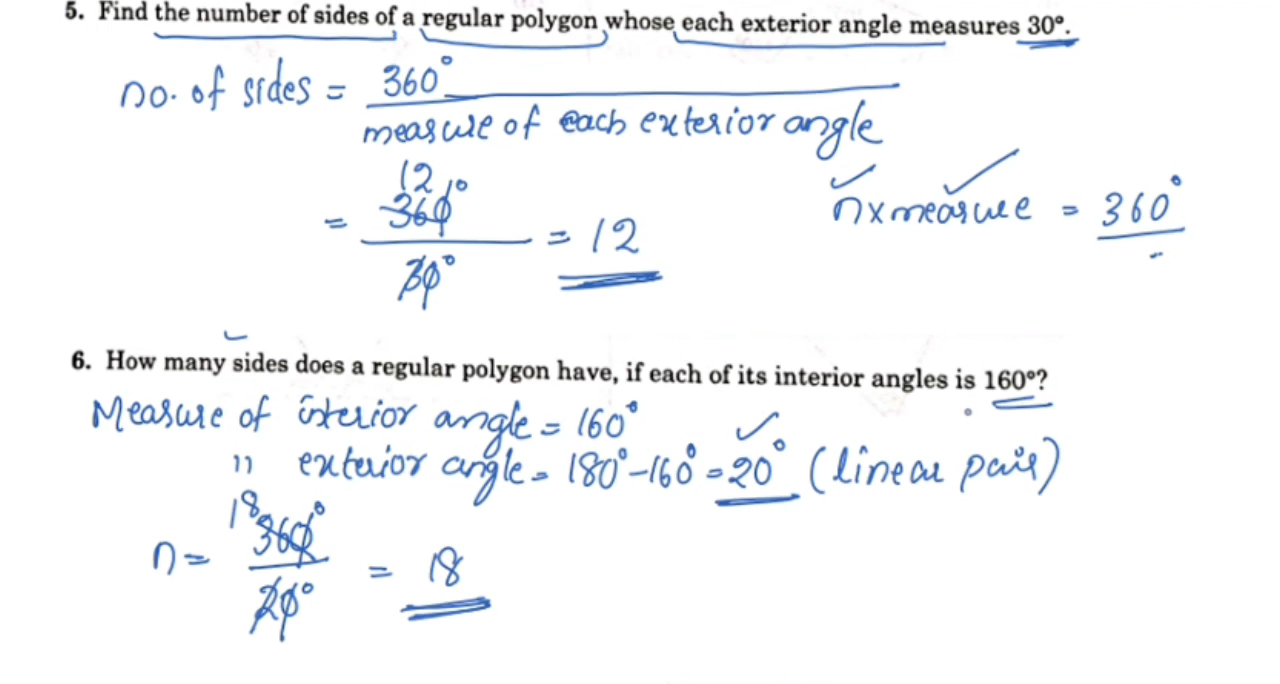 5. Find the number of sides of a regular polygon whose each exterior angle measures 30°.
no. of sides = 360°
measure of each exterior angle
12
= 360° = 12
30°
n x measure = 360°
6. How many sides does a regular polygon have, if each of its interior angles is 160°?
Measure of interior angle = 160°
" exterior angle = 180° - 160° = 20° (linear pair)
18
n = 360° = 18
20°